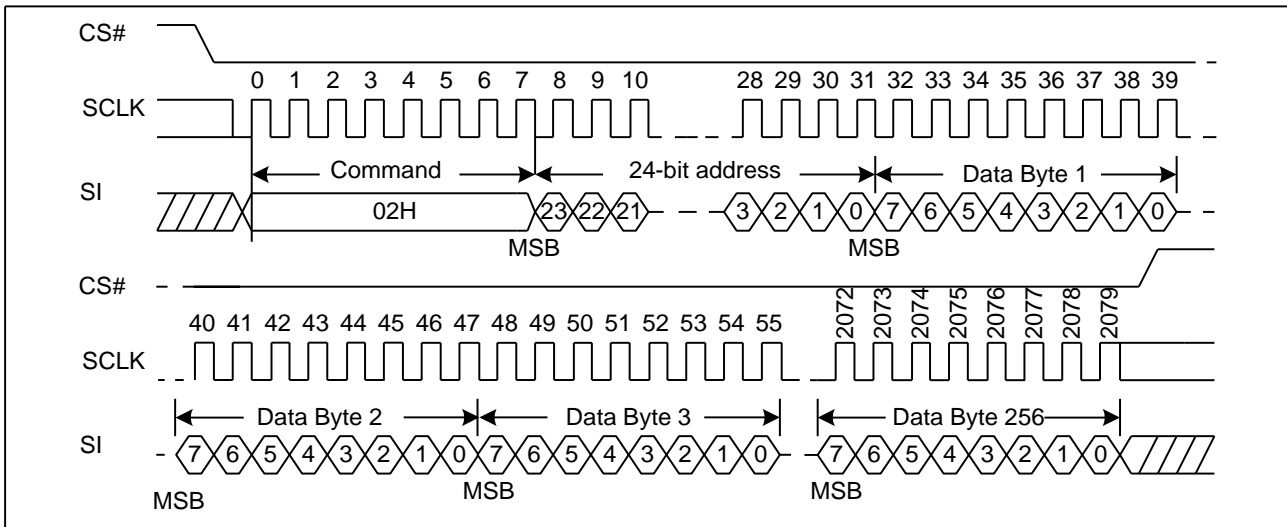 CS#
0 1 2 3 4 5 6 7 8 9 10 28 29 30 31 32 33 34 35 36 37 38 39
SCLK
Command 24-bit address Data Byte 1
SI
02H 23 22 21 3 2 1 0 7 6 5 4 3 2 1 0
MSB MSB
CS#
40 41 42 43 44 45 46 47 48 49 50 51 52 53 54 55 2072 2073 2074 2075 2076 2077 2078 2079
SCLK
Data Byte 2 Data Byte 3 Data Byte 256
SI
7 6 5 4 3 2 1 0 7 6 5 4 3 2 1 0 7 6 5 4 3 2 1 0
MSB MSB MSB